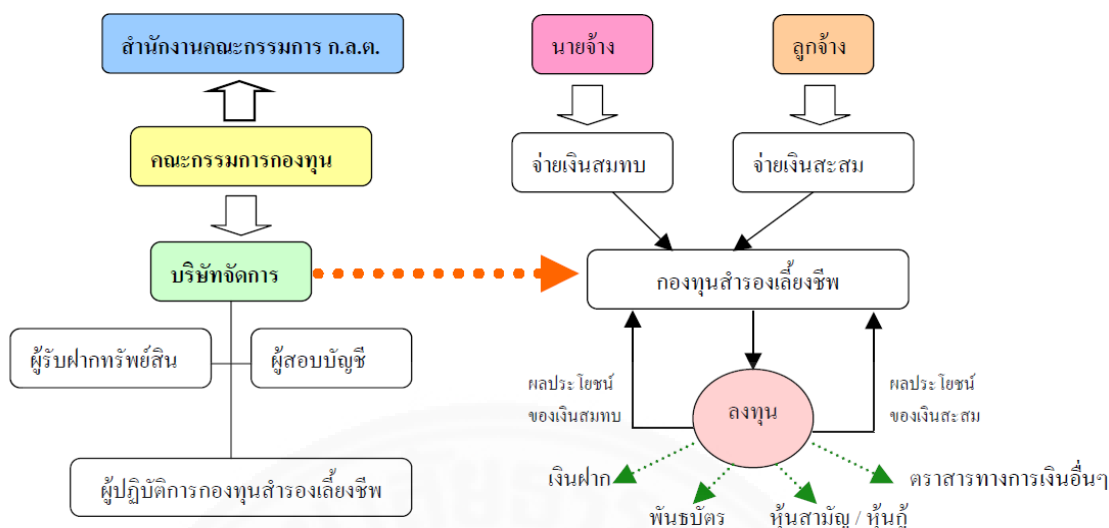 สำนักงานคณะกรรมการ ก.ล.ต.
นายจ้าง
ลูกจ้าง
คณะกรรมการกองทุน
จ่ายเงินสมทบ
จ่ายเงินสะสม
บริษัทจัดการ
กองทุนสำรองเลี้ยงชีพ
ผู้รับฝากทรัพย์สิน
ผู้สอบบัญชี
ผลประโยชน์
ของเงินสมทบ
ลงทุน
ผลประโยชน์
ของเงินสะสม
ผู้ปฏิบัติการกองทุนสำรองเลี้ยงชีพ
เงินฝาก
ตราสารทางการเงินอื่นๆ
พันธบัตร
หุ้นสามัญ / หุ้นกู้